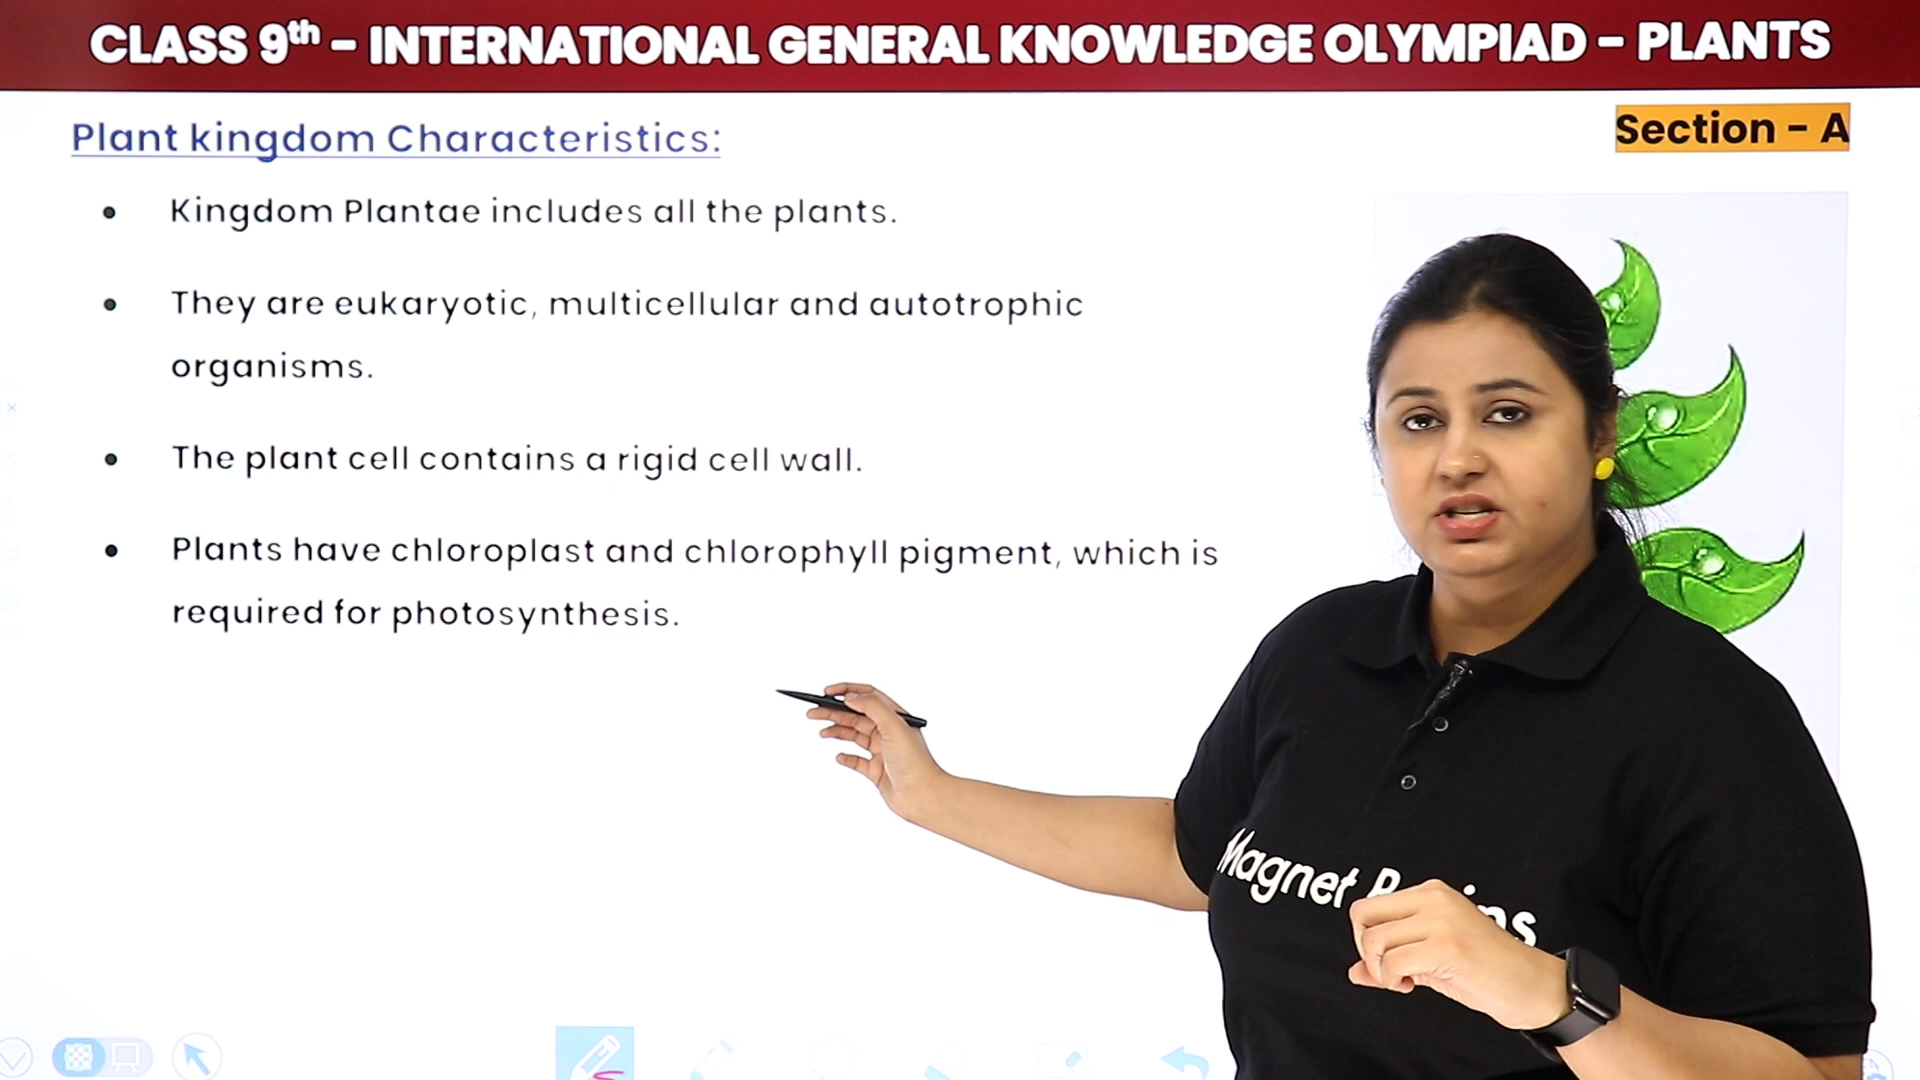 CLASS 9th - INTERNATIONAL GENERAL KNOWLEDGE OLYMPIAD - PLANTS
Plant kingdom Characteristics:
Section - A
• Kingdom Plantae includes all the plants.
• They are eukaryotic, multicellular and autotrophic
organisms.
• The plant cell contains a rigid cell wall.
• Plants have chloroplast and chlorophyll pigment, which is
required for photosynthesis.
Magnet